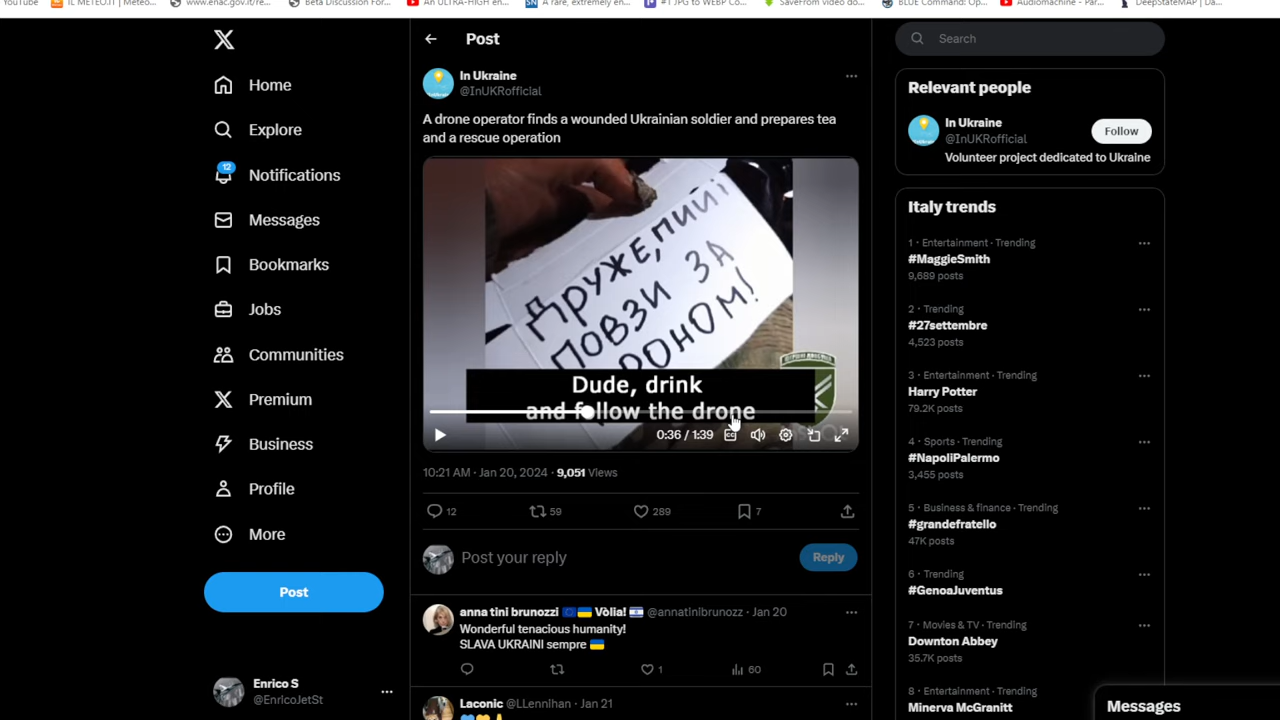 YouTube
IL METEO.IT | Meteo...
www.enac.gov.it/re...
Beta Discussion For...
An ULTRA-HIGH en...
A rare, extremely en...
#1 JPG to WEBP Co...
SaveFrom video do...
BLUE Command: Op...
Audiomachine - Par...
DeepStateMAP | Da...
Home
Explore
12
Notifications
Messages
Bookmarks
Jobs
Communities
Premium
Business
Profile
More
Post
Enrico S
@EnricoJetSt
Post
In Ukraine
@InUKRofficial
A drone operator finds a wounded Ukrainian soldier and prepares tea
and a rescue operation
ДРУЖЕ, ПИЙ І
ПОВЗИ ЗА
ДРОНОМ!
Dude, drink
and follow the drone
0:36 / 1:39
10:21 AM · Jan 20, 2024 · 9,051 Views
12 59 289 7
Post your reply
Reply
anna tini brunozzi Vòlia! @annatinibrunozz · Jan 20
Wonderful tenacious humanity!
SLAVA UKRAINI sempre
1 60
Laconic @LLennihan · Jan 21
Search
Relevant people
In Ukraine
@InUKRofficial
Follow
Volunteer project dedicated to Ukraine
Italy trends
1 · Entertainment · Trending
#MaggieSmith
9,689 posts
2 · Trending
#27settembre
4,523 posts
3 · Entertainment · Trending
Harry Potter
79.2K posts
4 · Sports · Trending
#NapoliPalermo
3,455 posts
5 · Business & finance · Trending
#grandefratello
47K posts
6 · Trending
#GenoaJuventus
7 · Movies & TV · Trending
Downton Abbey
35.7K posts
8 · Entertainment · Trending
Minerva McGranitt
Messages